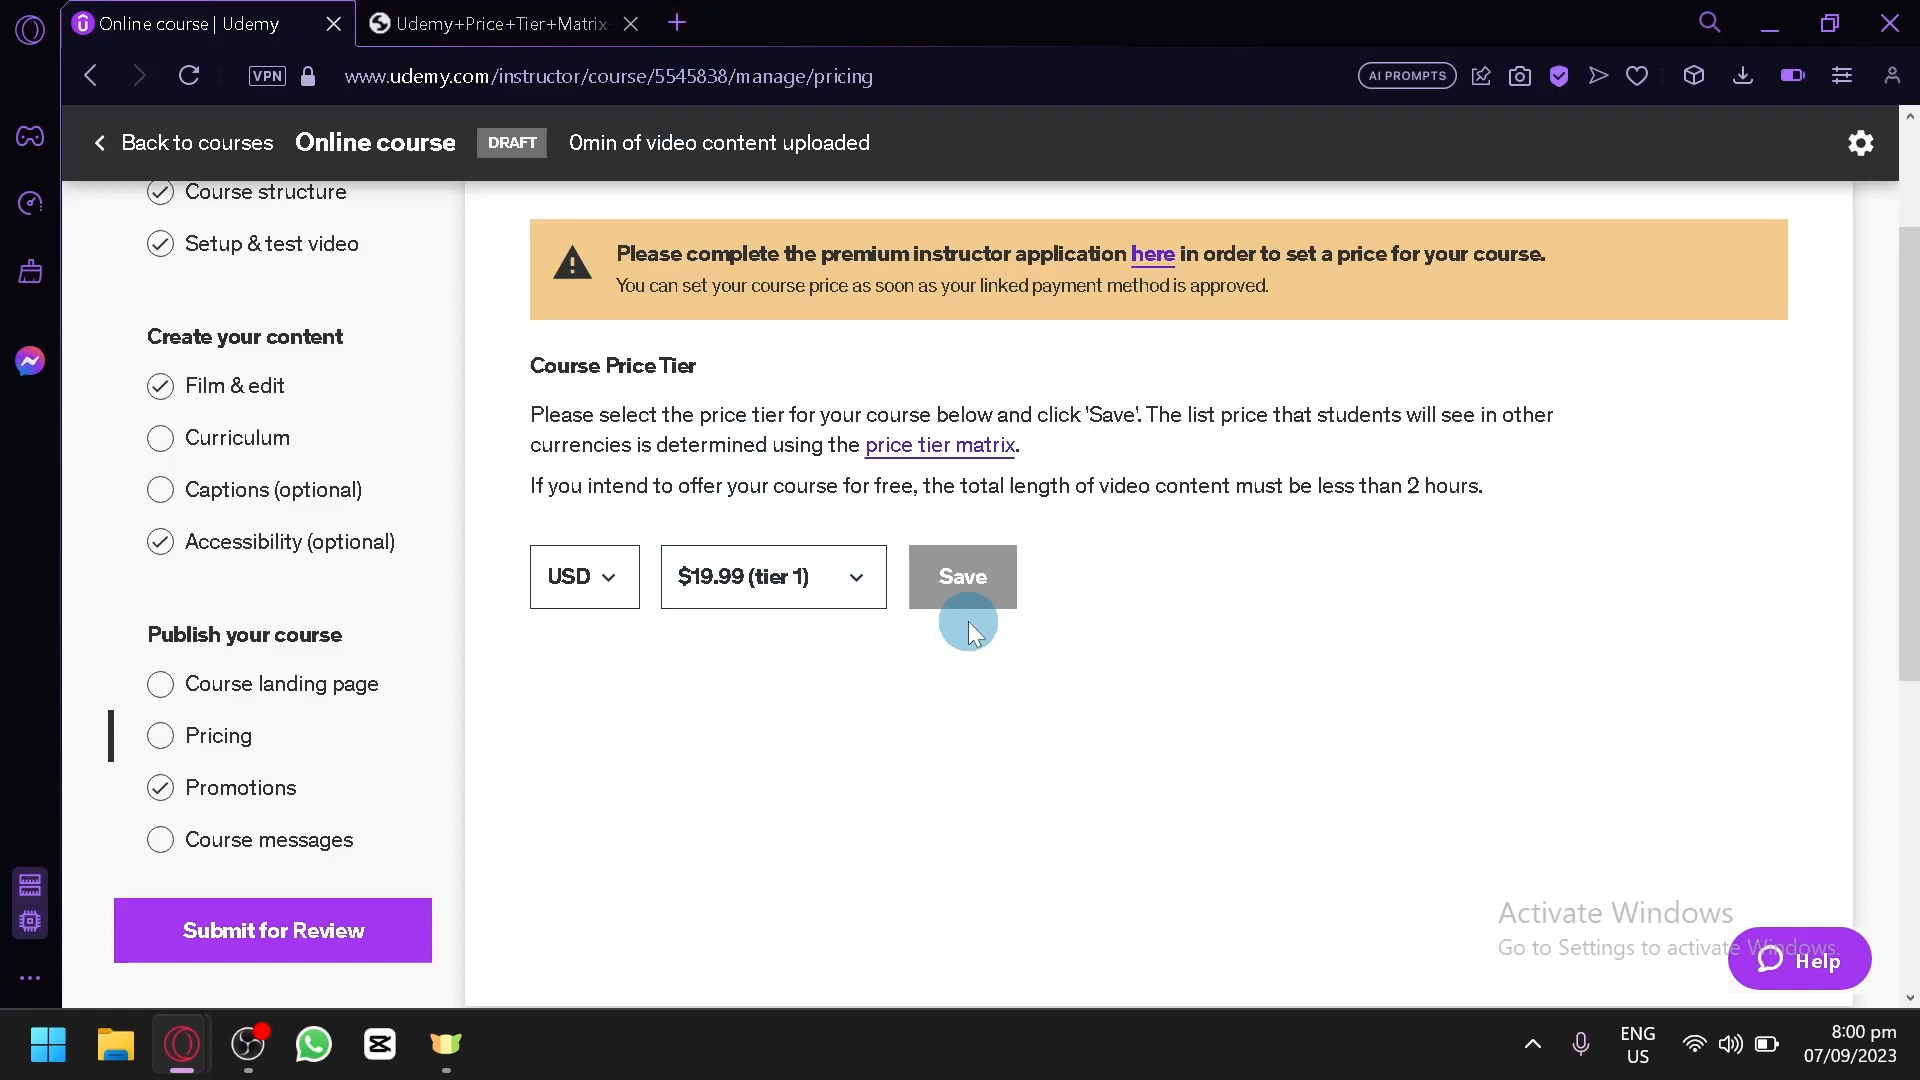 Online course | Udemy
Udemy+Price+Tier+Matrix
VPN
www.udemy.com/instructor/course/5545838/manage/pricing
AI PROMPTS
Back to courses
Online course
DRAFT
0min of video content uploaded
Course structure
Setup & test video
Create your content
Film & edit
Curriculum
Captions (optional)
Accessibility (optional)
Publish your course
Course landing page
Pricing
Promotions
Course messages
Submit for Review
Please complete the premium instructor application here in order to set a price for your course.
You can set your course price as soon as your linked payment method is approved.
Course Price Tier
Please select the price tier for your course below and click 'Save'. The list price that students will see in other
currencies is determined using the price tier matrix.
If you intend to offer your course for free, the total length of video content must be less than 2 hours.
USD
$19.99 (tier 1)
Save
Activate Windows
Go to Settings to activate Windows.
Help
ENG
US
8:00 pm
07/09/2023